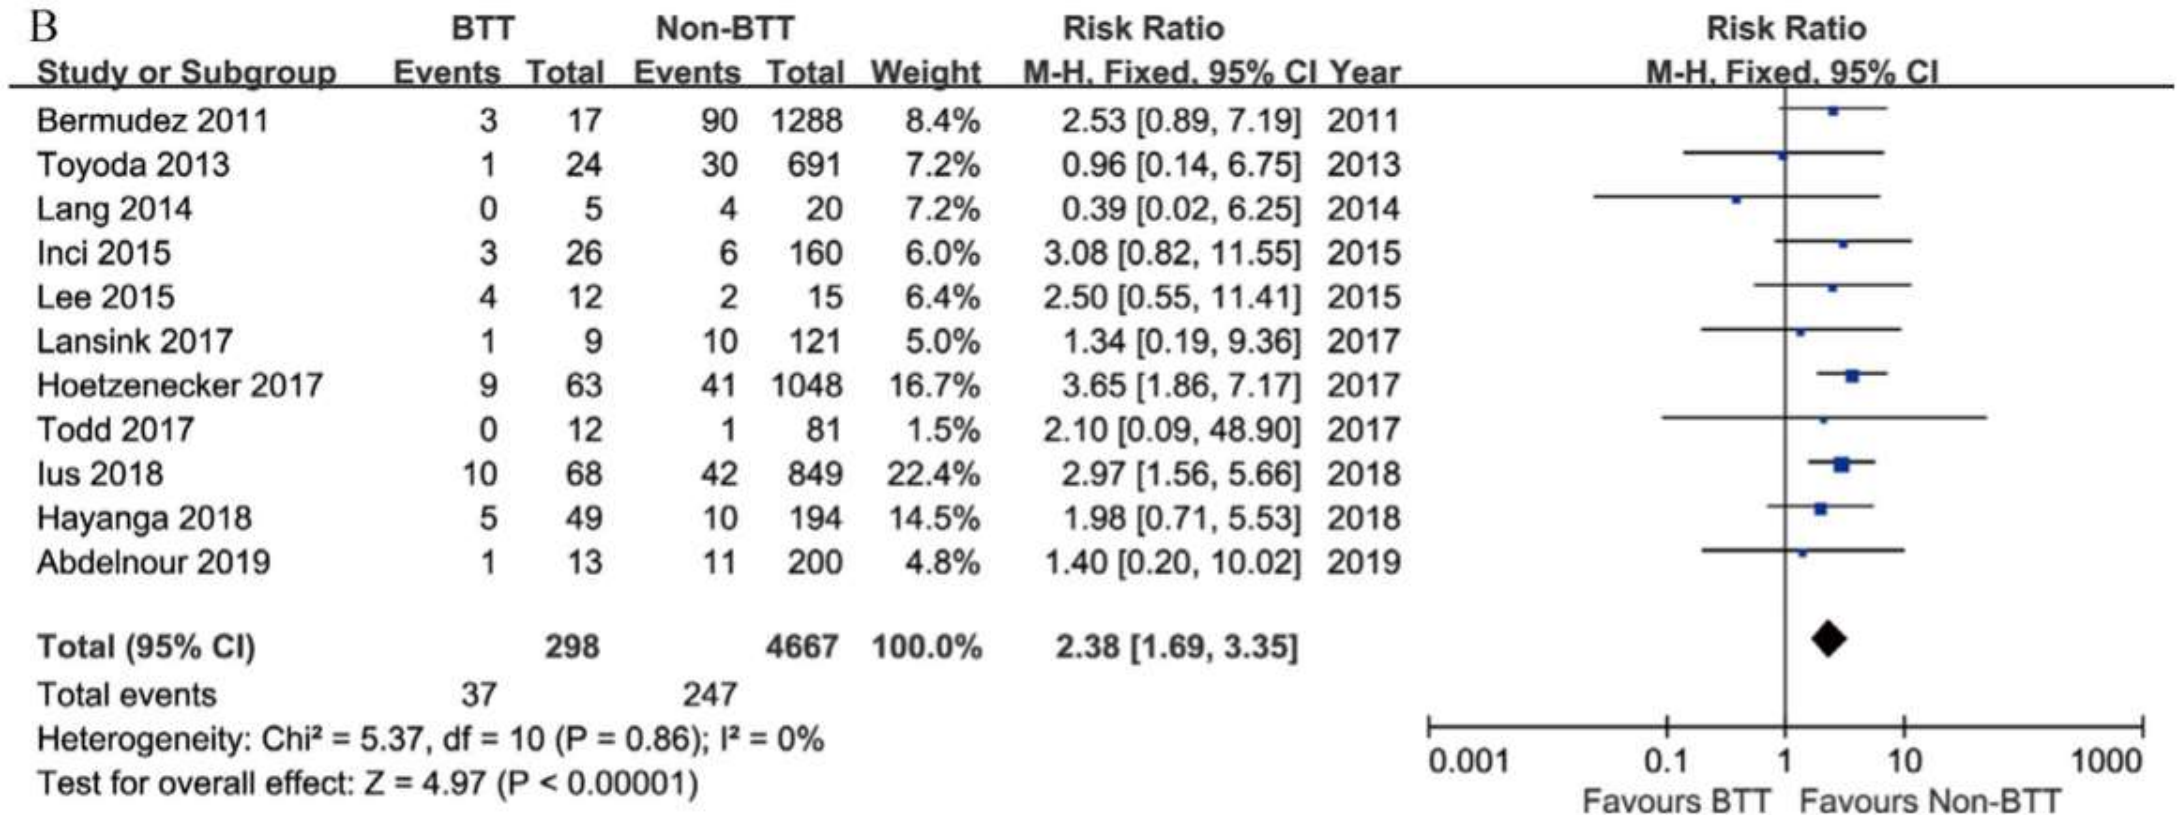 B BTT Non-BTT Risk Ratio Risk Ratio
Study or Subgroup Events Total Events Total Weight M-H, Fixed, 95% CI Year M-H, Fixed, 95% CI
Bermudez 2011 3 17 90 1288 8.4% 2.53 [0.89, 7.19] 2011
Toyoda 2013 1 24 30 691 7.2% 0.96 [0.14, 6.75] 2013
Lang 2014 0 5 4 20 7.2% 0.39 [0.02, 6.25] 2014
Inci 2015 3 26 6 160 6.0% 3.08 [0.82, 11.55] 2015
Lee 2015 4 12 2 15 6.4% 2.50 [0.55, 11.41] 2015
Lansink 2017 1 9 10 121 5.0% 1.34 [0.19, 9.36] 2017
Hoetzenecker 2017 9 63 41 1048 16.7% 3.65 [1.86, 7.17] 2017
Todd 2017 0 12 1 81 1.5% 2.10 [0.09, 48.90] 2017
Ius 2018 10 68 42 849 22.4% 2.97 [1.56, 5.66] 2018
Hayanga 2018 5 49 10 194 14.5% 1.98 [0.71, 5.53] 2018
Abdelnour 2019 1 13 11 200 4.8% 1.40 [0.20, 10.02] 2019
Total (95% CI) 298 4667 100.0% 2.38 [1.69, 3.35]
Total events 37 247
Heterogeneity: Chi² = 5.37, df = 10 (P = 0.86); I² = 0%
Test for overall effect: Z = 4.97 (P < 0.00001)
0.001 0.1 1 10 1000
Favours BTT Favours Non-BTT